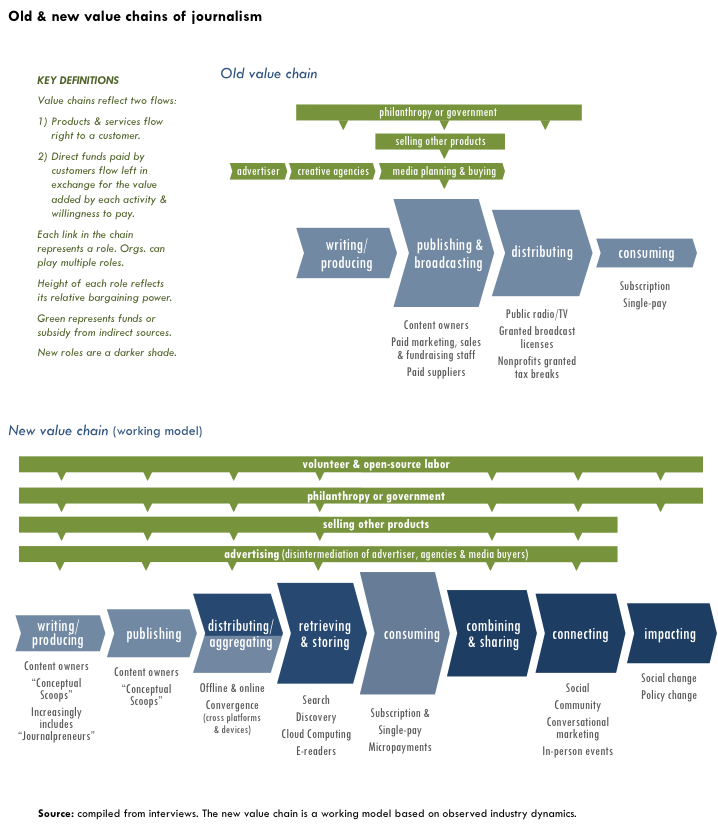 Old & new value chains of journalism
KEY DEFINITIONS
Value chains reflect two flows:
1) Products & services flow
right to a customer.
2) Direct funds paid by
customers flow left in
exchange for the value
added by each activity &
willingness to pay.
Each link in the chain
represents a role. Orgs. can
play multiple roles.
Height of each role reflects
its relative bargaining power.
Green represents funds or
subsidy from indirect sources.
New roles are a darker shade.
Old value chain
philanthropy or government
selling other products
advertiser
creative agencies
media planning & buying
writing/
producing
publishing &
broadcasting
distributing
consuming
Content owners
Paid marketing, sales
& fundraising staff
Paid suppliers
Public radio/TV
Granted broadcast
licenses
Nonprofits granted
tax breaks
Subscription
Single-pay
New value chain (working model)
volunteer & open-source labor
philanthropy or government
selling other products
advertising (disintermediation of advertiser, agencies & media buyers)
writing/
producing
publishing
distributing/
aggregating
retrieving
& storing
consuming
combining
& sharing
connecting
impacting
Content owners
“Conceptual
Scoops”
Increasingly
includes
“Journalpreneurs”
Content owners
“Conceptual
Scoops”
Offline & online
Convergence
(cross platforms
& devices)
Search
Discovery
Cloud Computing
E-readers
Subscription &
Single-pay
Micropayments
Social
Community
Conversational
marketing
In-person events
Social change
Policy change
Source: compiled from interviews. The new value chain is a working model based on observed industry dynamics.